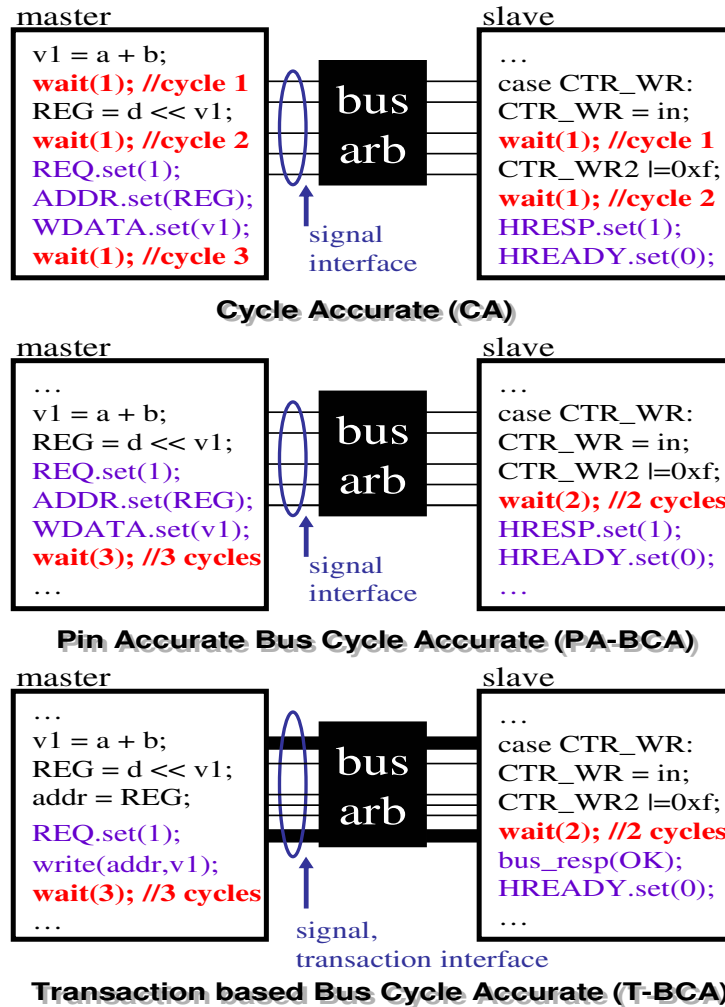 master
slave
v1 = a + b;
wait(1); //cycle 1
REG = d << v1;
wait(1); //cycle 2
REQ.set(1);
ADDR.set(REG);
WDATA.set(v1);
wait(1); //cycle 3
bus
arb
signal
interface
…
case CTR_WR:
CTR_WR = in;
wait(1); //cycle 1
CTR_WR2 |=0xf;
wait(1); //cycle 2
HRESP.set(1);
HREADY.set(0);
Cycle Accurate (CA)
master
slave
…
v1 = a + b;
REG = d << v1;
REQ.set(1);
ADDR.set(REG);
WDATA.set(v1);
wait(3); //3 cycles
…
bus
arb
signal
interface
…
case CTR_WR:
CTR_WR = in;
CTR_WR2 |=0xf;
wait(2); //2 cycles
HRESP.set(1);
HREADY.set(0);
…
Pin Accurate Bus Cycle Accurate (PA-BCA)
master
slave
…
v1 = a + b;
REG = d << v1;
addr = REG;
REQ.set(1);
write(addr,v1);
wait(3); //3 cycles
…
bus
arb
signal,
transaction interface
…
case CTR_WR:
CTR_WR = in;
CTR_WR2 |=0xf;
wait(2); //2 cycles
bus_resp(OK);
HREADY.set(0);
…
Transaction based Bus Cycle Accurate (T-BCA)